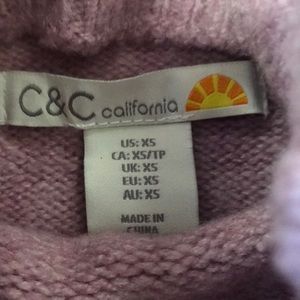 C&C california
US: XS
CA: XS/TP
UK: XS
EU: XS
AU: XS
MADE IN
CHINA